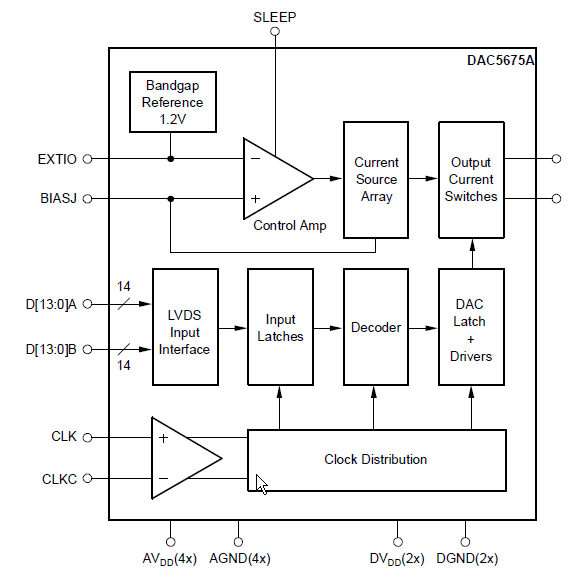 SLEEP
DAC5675A
Bandgap
Reference
1.2V
EXTIO
BIASJ
−
+
Control Amp
Current
Source
Array
Output
Current
Switches
14
D[13:0]A
D[13:0]B
14
LVDS
Input
Interface
Input
Latches
Decoder
DAC
Latch
+
Drivers
CLK
CLKC
+
−
Clock Distribution
AVDD(4x) AGND(4x) DVDD(2x) DGND(2x)